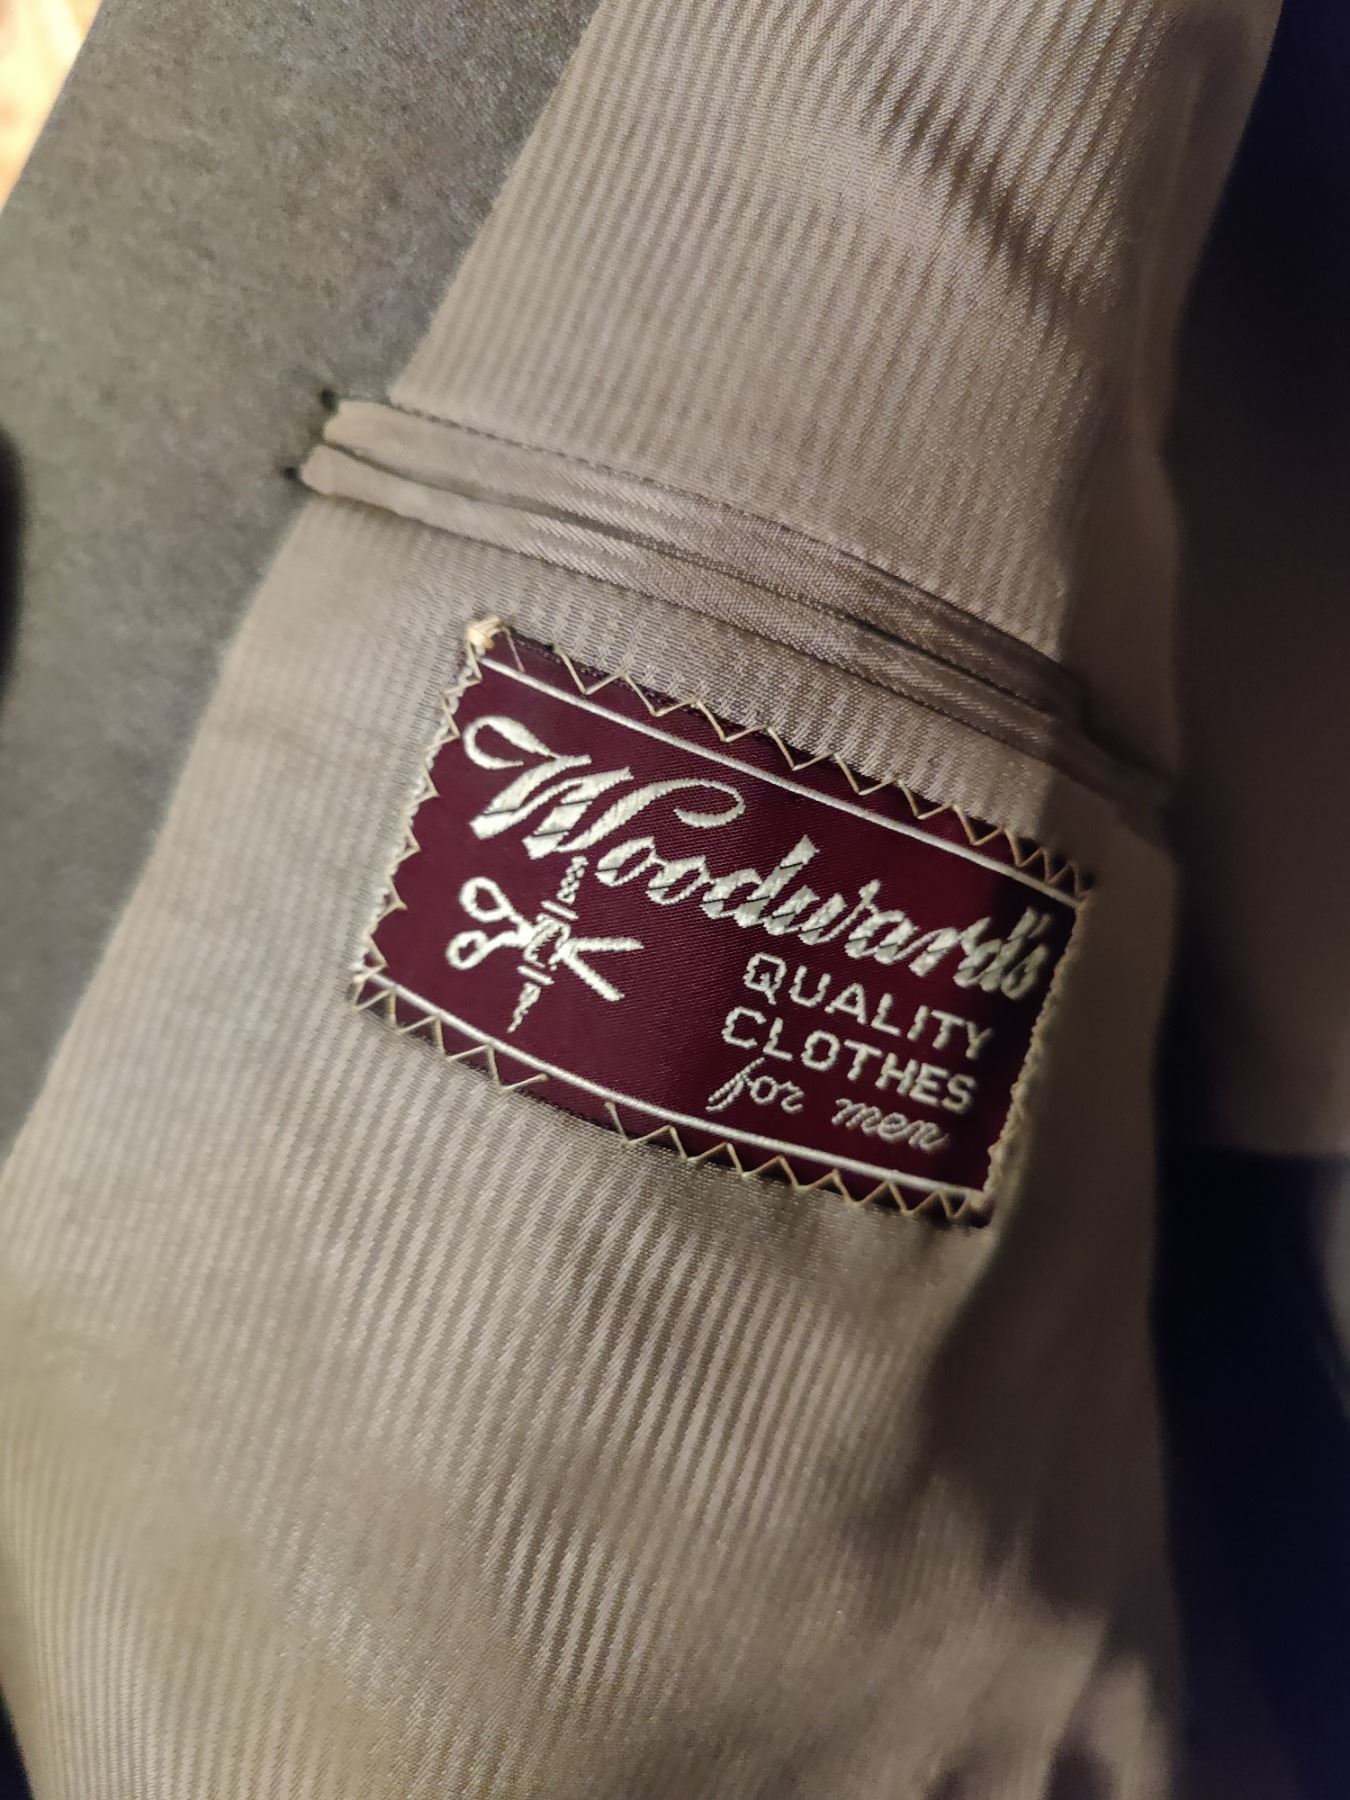 Woodward's
QUALITY
CLOTHES
for men